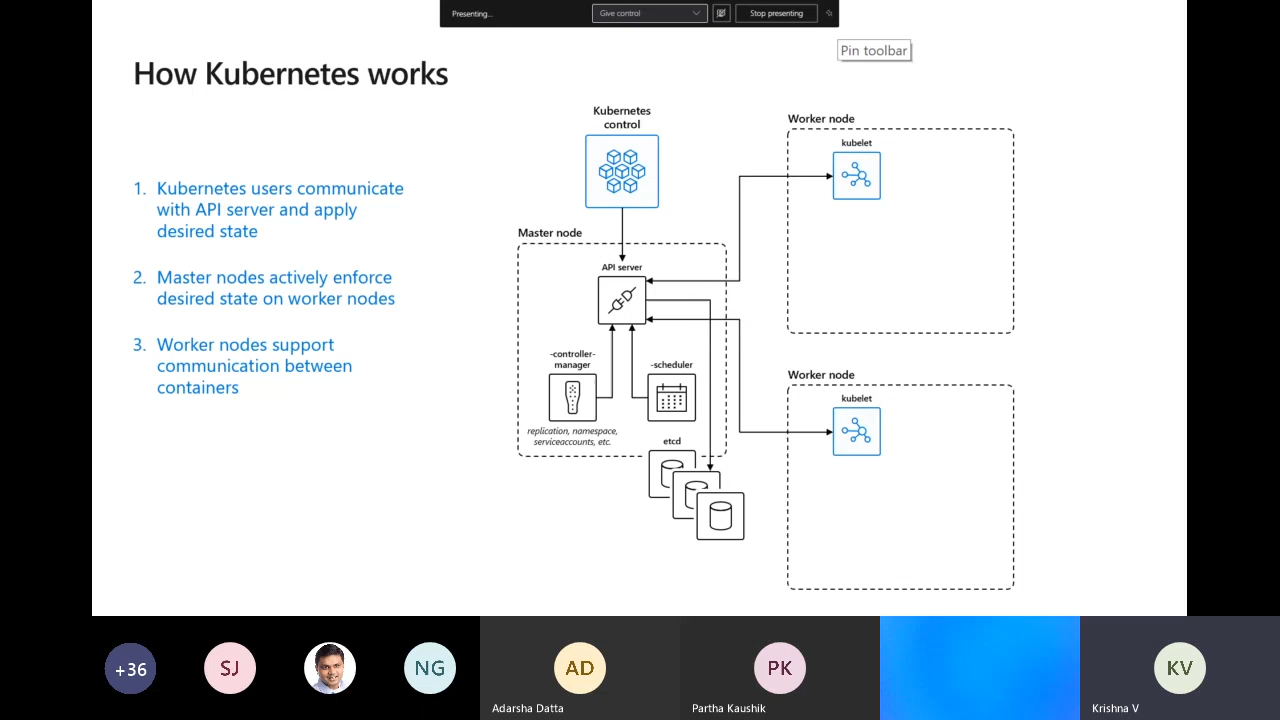 Presenting...
Give control
Stop presenting
Pin toolbar
How Kubernetes works
1. Kubernetes users communicate
with API server and apply
desired state
2. Master nodes actively enforce
desired state on worker nodes
3. Worker nodes support
communication between
containers
Kubernetes
control
Master node
API server
-controller-
manager
-scheduler
replication, namespace,
serviceaccounts, etc.
etcd
Worker node
kubelet
Worker node
kubelet
+36
SJ
NG
AD
Adarsha Datta
PK
Partha Kaushik
KV
Krishna V